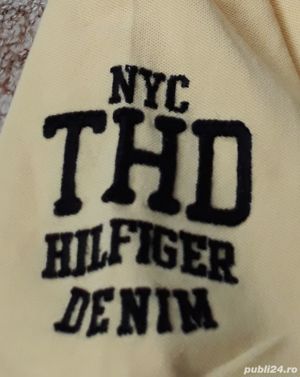 NYC
THD
HILFIGER
DENIM
publi24.ro